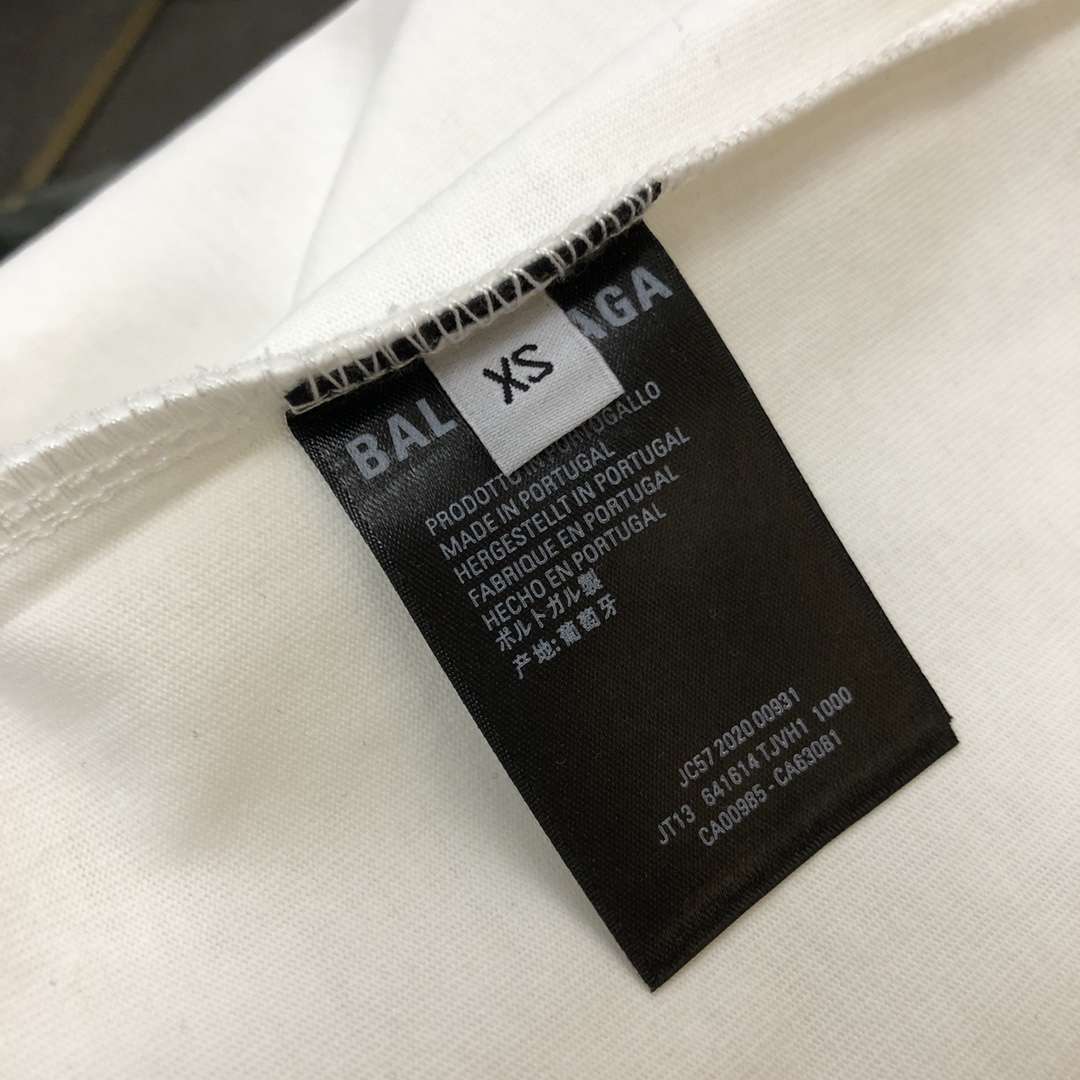 BAL AGA
XS
PRODOTTO IN PORTOGALLO
MADE IN PORTUGAL
HERGESTELLT IN PORTUGAL
FABRIQUE EN PORTUGAL
HECHO EN PORTUGAL
ポルトガル製
产地:葡萄牙
JC57 2020 00931
JT13 641614 TJVH1 1000
CA00985 - CA63081